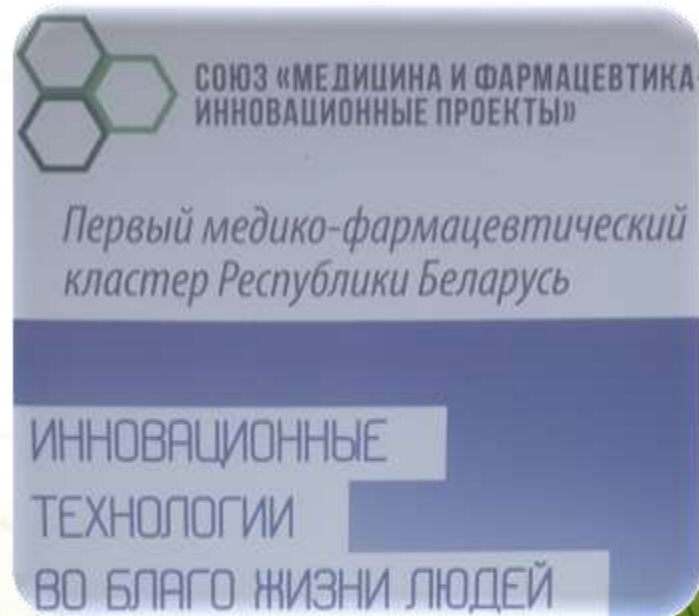 СОЮЗ «МЕДИЦИНА И ФАРМАЦЕВТИКА
ИННОВАЦИОННЫЕ ПРОЕКТЫ»
Первый медико-фармацевтический
кластер Республики Беларусь
ИННОВАЦИОННЫЕ
ТЕХНОЛОГИИ
ВО БЛАГО ЖИЗНИ ЛЮДЕЙ